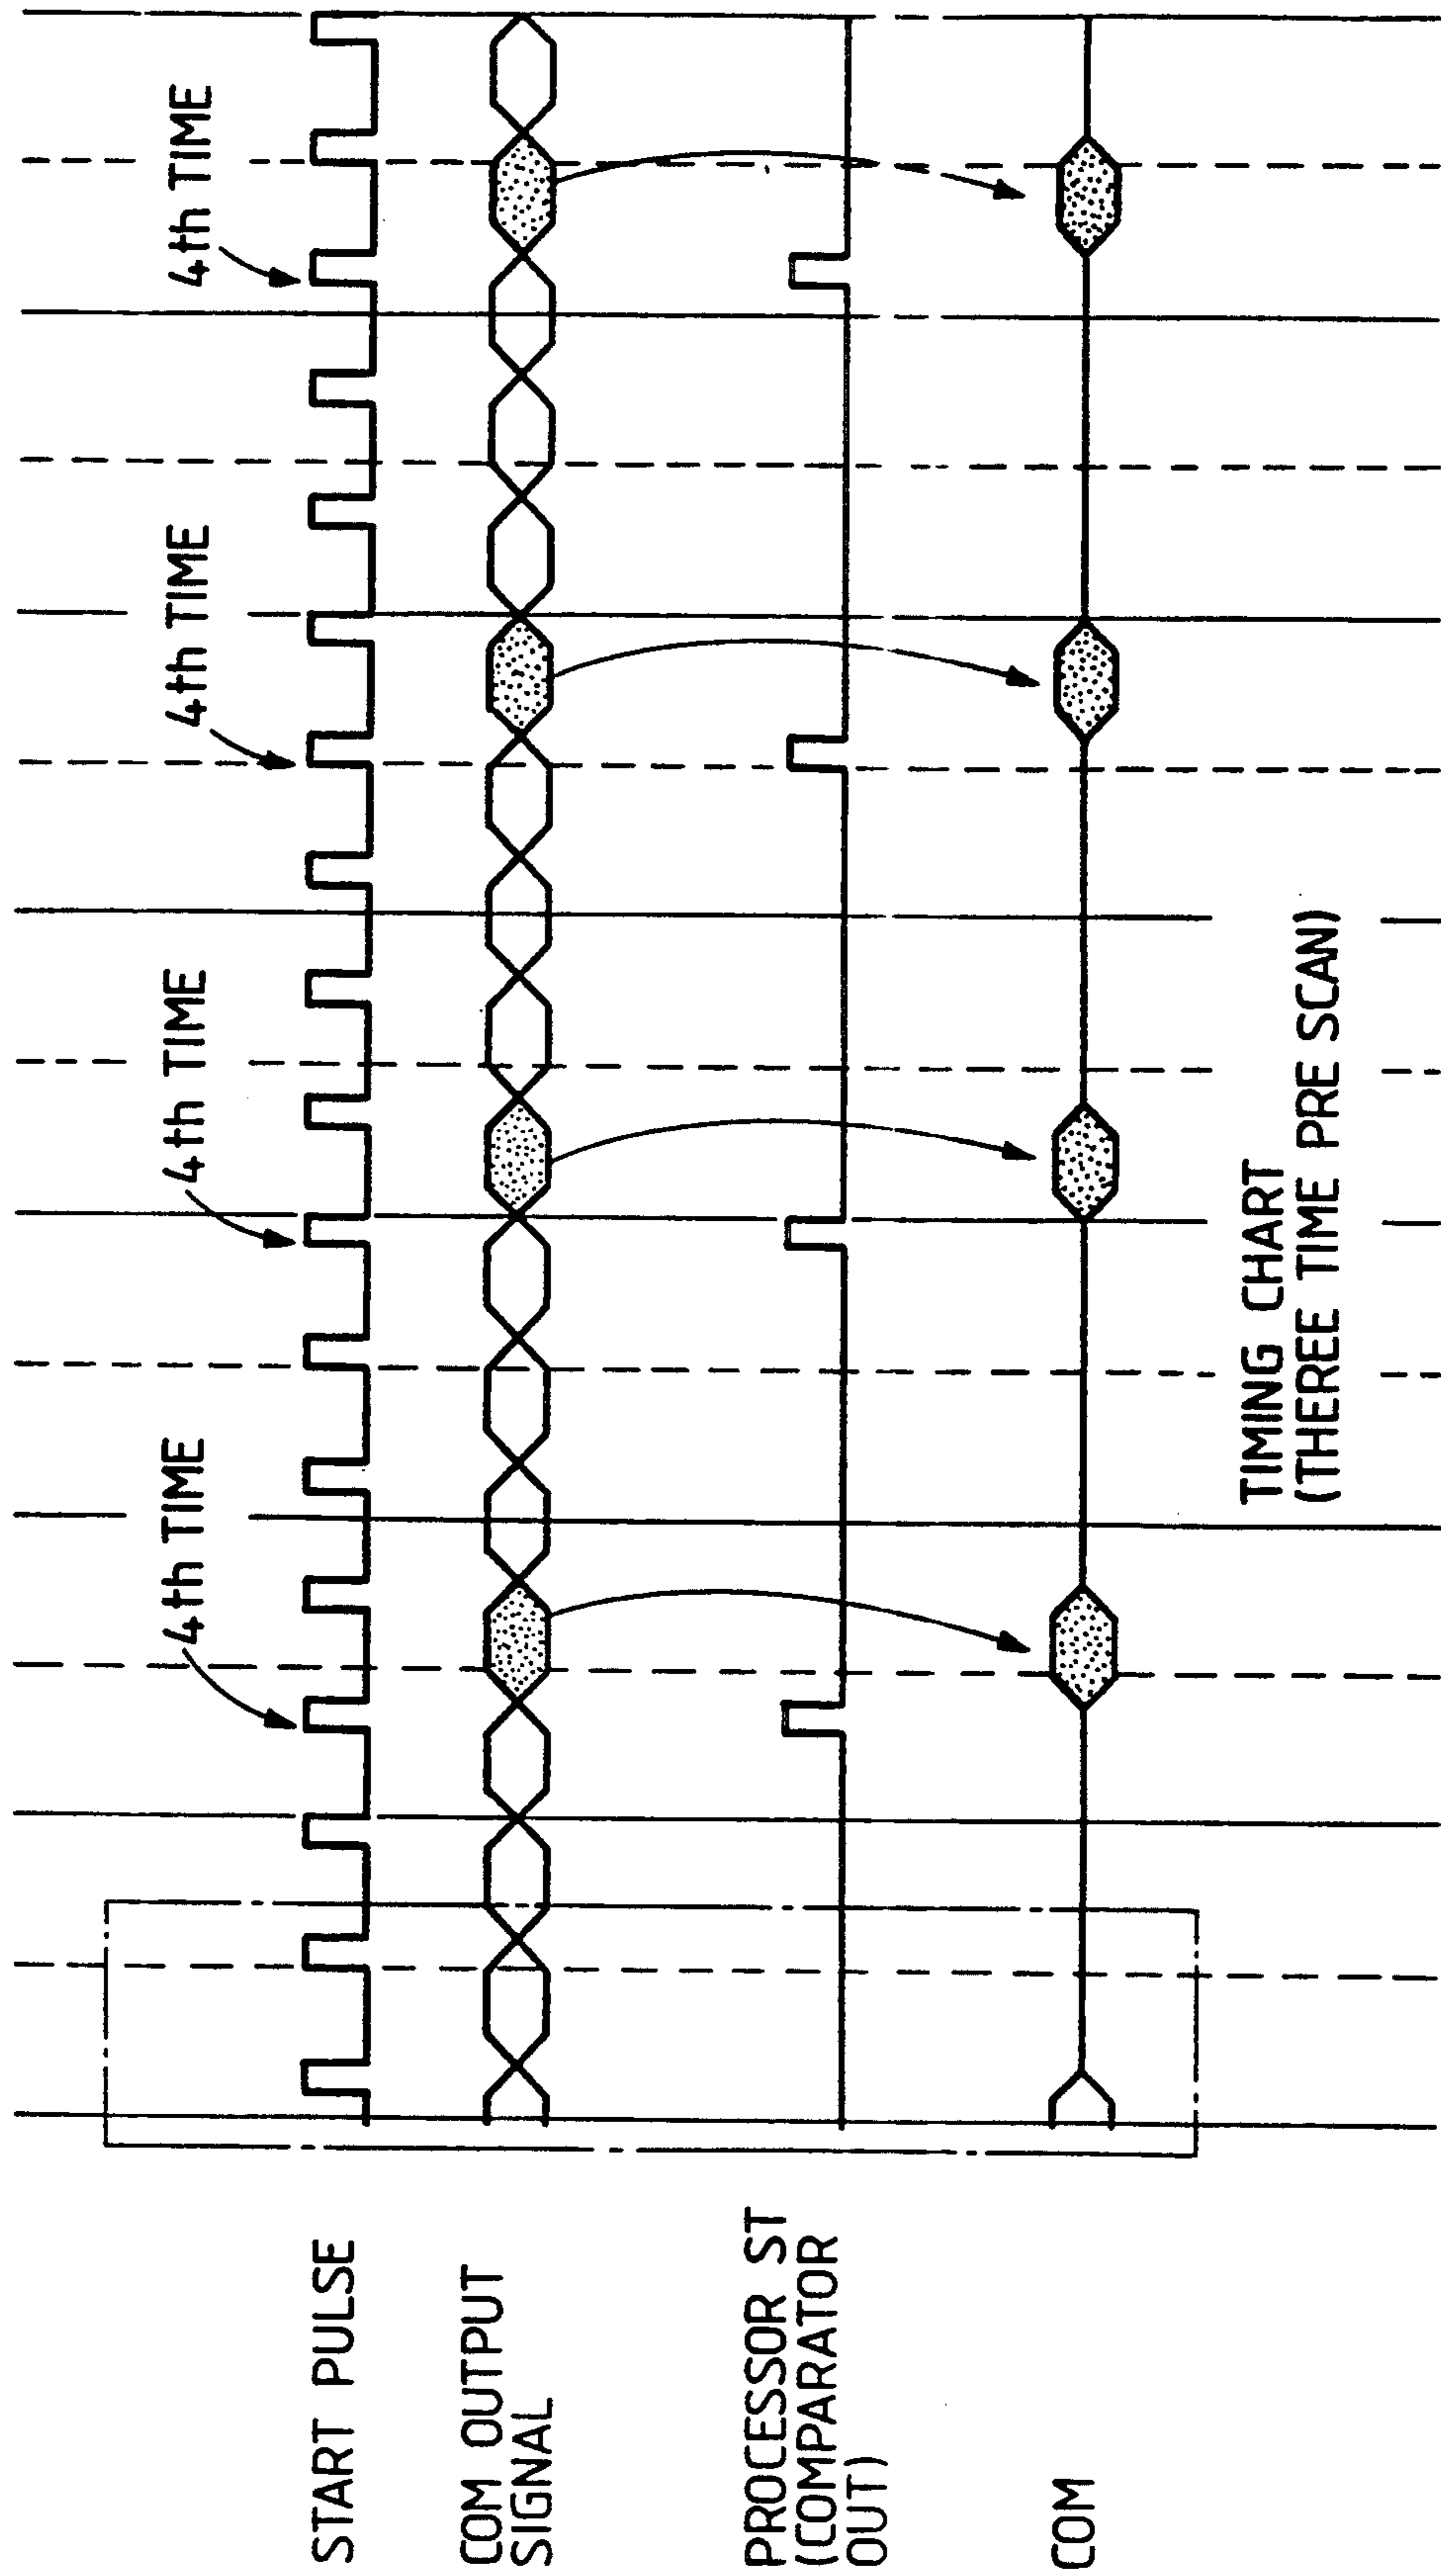 4th TIME
4th TIME
4th TIME
4th TIME
START PULSE
COM OUTPUT
SIGNAL
PROCESSOR ST
(COMPARATOR
OUT)
COM
TIMING CHART
(THEREE TIME PRE SCAN)